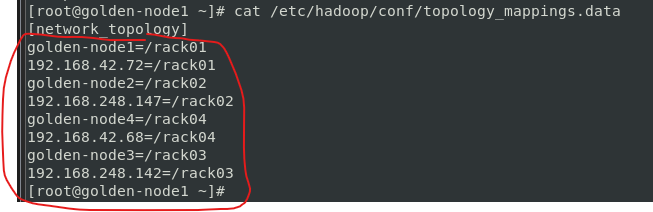 [root@golden-node1 ~]# cat /etc/hadoop/conf/topology_mappings.data
[network_topology]
golden-node1=/rack01
192.168.42.72=/rack01
golden-node2=/rack02
192.168.248.147=/rack02
golden-node4=/rack04
192.168.42.68=/rack04
golden-node3=/rack03
192.168.248.142=/rack03
[root@golden-node1 ~]#